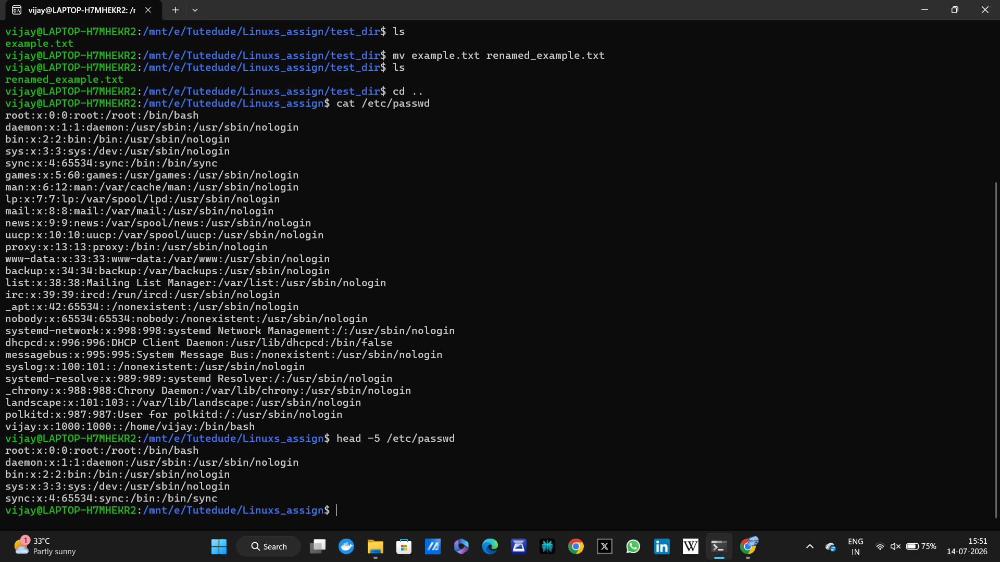 vijay@LAPTOP-H7MHEKR2: /r
vijay@LAPTOP-H7MHEKR2:/mnt/e/Tutedude/Linuxs_assign/test_dir$ ls
example.txt
vijay@LAPTOP-H7MHEKR2:/mnt/e/Tutedude/Linuxs_assign/test_dir$ mv example.txt renamed_example.txt
vijay@LAPTOP-H7MHEKR2:/mnt/e/Tutedude/Linuxs_assign/test_dir$ ls
renamed_example.txt
vijay@LAPTOP-H7MHEKR2:/mnt/e/Tutedude/Linuxs_assign/test_dir$ cd ..
vijay@LAPTOP-H7MHEKR2:/mnt/e/Tutedude/Linuxs_assign$ cat /etc/passwd
root:x:0:0:root:/root:/bin/bash
daemon:x:1:1:daemon:/usr/sbin:/usr/sbin/nologin
bin:x:2:2:bin:/bin:/usr/sbin/nologin
sys:x:3:3:sys:/dev:/usr/sbin/nologin
sync:x:4:65534:sync:/bin:/bin/sync
games:x:5:60:games:/usr/games:/usr/sbin/nologin
man:x:6:12:man:/var/cache/man:/usr/sbin/nologin
lp:x:7:7:lp:/var/spool/lpd:/usr/sbin/nologin
mail:x:8:8:mail:/var/mail:/usr/sbin/nologin
news:x:9:9:news:/var/spool/news:/usr/sbin/nologin
uucp:x:10:10:uucp:/var/spool/uucp:/usr/sbin/nologin
proxy:x:13:13:proxy:/bin:/usr/sbin/nologin
www-data:x:33:33:www-data:/var/www:/usr/sbin/nologin
backup:x:34:34:backup:/var/backups:/usr/sbin/nologin
list:x:38:38:Mailing List Manager:/var/list:/usr/sbin/nologin
irc:x:39:39:ircd:/run/ircd:/usr/sbin/nologin
_apt:x:42:65534::/nonexistent:/usr/sbin/nologin
nobody:x:65534:65534:nobody:/nonexistent:/usr/sbin/nologin
systemd-network:x:998:998:systemd Network Management:/:/usr/sbin/nologin
dhcpcd:x:996:996:DHCP Client Daemon:/usr/lib/dhcpcd:/bin/false
messagebus:x:995:995:System Message Bus:/nonexistent:/usr/sbin/nologin
syslog:x:100:101::/nonexistent:/usr/sbin/nologin
systemd-resolve:x:989:989:systemd Resolver:/:/usr/sbin/nologin
_chrony:x:988:988:Chrony Daemon:/var/lib/chrony:/usr/sbin/nologin
landscape:x:101:103::/var/lib/landscape:/usr/sbin/nologin
polkitd:x:987:987:User for polkitd:/:/usr/sbin/nologin
vijay:x:1000:1000::/home/vijay:/bin/bash
vijay@LAPTOP-H7MHEKR2:/mnt/e/Tutedude/Linuxs_assign$ head -5 /etc/passwd
root:x:0:0:root:/root:/bin/bash
daemon:x:1:1:daemon:/usr/sbin:/usr/sbin/nologin
bin:x:2:2:bin:/bin:/usr/sbin/nologin
sys:x:3:3:sys:/dev:/usr/sbin/nologin
sync:x:4:65534:sync:/bin:/bin/sync
vijay@LAPTOP-H7MHEKR2:/mnt/e/Tutedude/Linuxs_assign$
1
33°C
Partly sunny
Search
X
in
W
ENG
IN
75%
15:51
14-07-2026